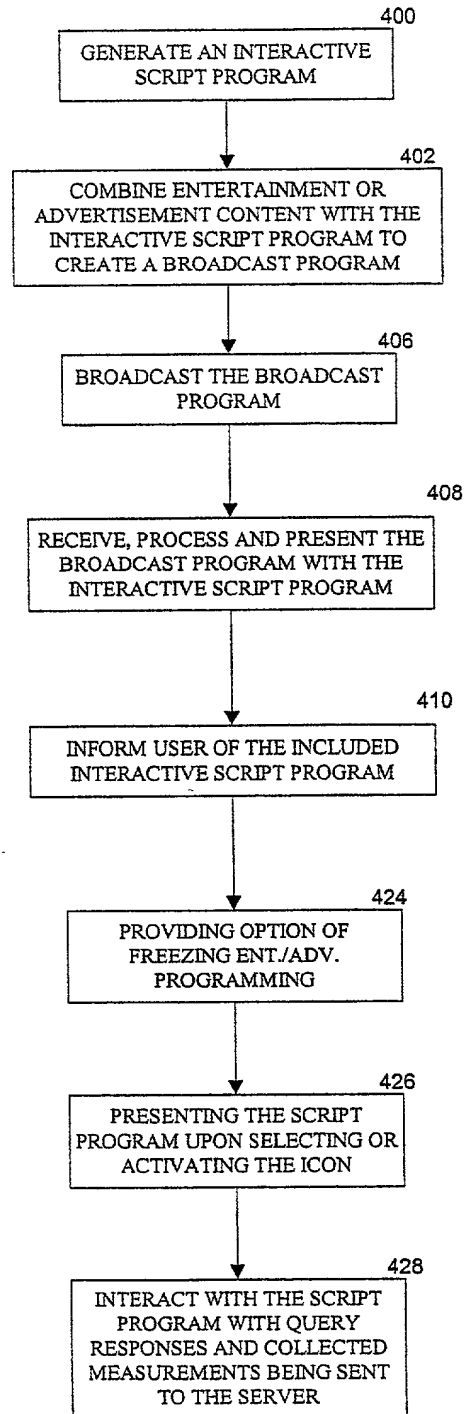 400
GENERATE AN INTERACTIVE
SCRIPT PROGRAM
402
COMBINE ENTERTAINMENT OR
ADVERTISEMENT CONTENT WITH THE
INTERACTIVE SCRIPT PROGRAM TO
CREATE A BROADCAST PROGRAM
406
BROADCAST THE BROADCAST
PROGRAM
408
RECEIVE, PROCESS AND PRESENT THE
BROADCAST PROGRAM WITH THE
INTERACTIVE SCRIPT PROGRAM
410
INFORM USER OF THE INCLUDED
INTERACTIVE SCRIPT PROGRAM
424
PROVIDING OPTION OF
FREEZING ENT./ADV.
PROGRAMMING
426
PRESENTING THE SCRIPT
PROGRAM UPON SELECTING OR
ACTIVATING THE ICON
428
INTERACT WITH THE SCRIPT
PROGRAM WITH QUERY
RESPONSES AND COLLECTED
MEASUREMENTS BEING SENT
TO THE SERVER